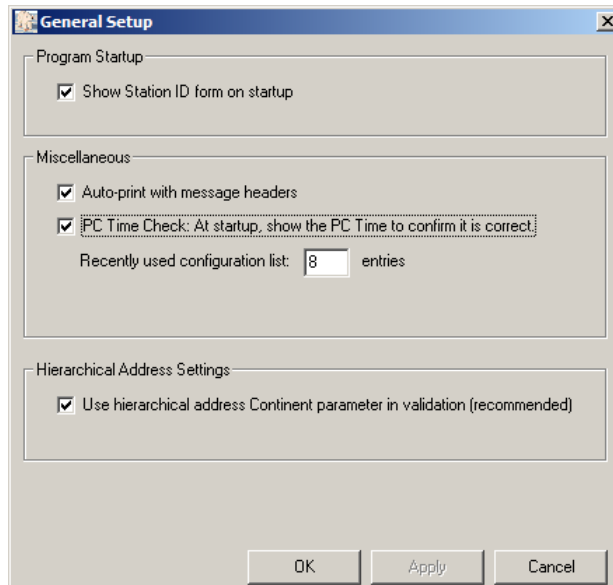 General Setup
Program Startup
Show Station ID form on startup
Miscellaneous
Auto-print with message headers
PC Time Check: At startup, show the PC Time to confirm it is correct.
Recently used configuration list: 8 entries
Hierarchical Address Settings
Use hierarchical address Continent parameter in validation (recommended)
OK Apply Cancel